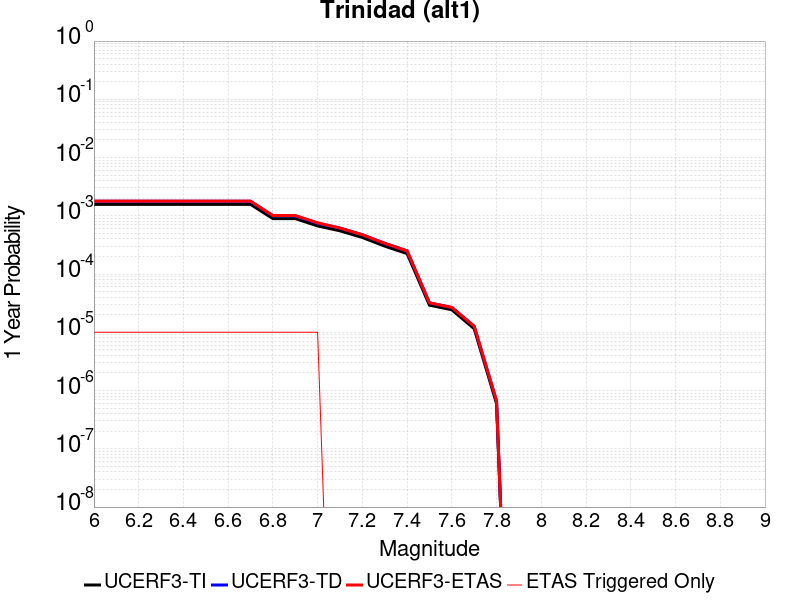 Trinidad (alt1)
10^0
10^-1
10^-2
10^-3
10^-4
10^-5
10^-6
10^-7
10^-8
1 Year Probability
6 6.2 6.4 6.6 6.8 7 7.2 7.4 7.6 7.8 8 8.2 8.4 8.6 8.8 9
Magnitude
UCERF3-TI UCERF3-TD UCERF3-ETAS ETAS Triggered Only